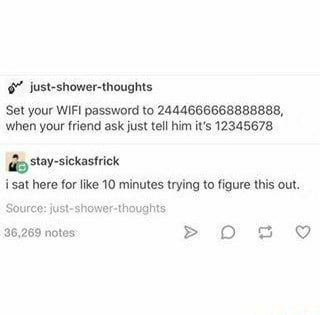 just-shower-thoughts
Set your WIFI password to 2444666668888888,
when your friend ask just tell him it's 12345678
stay-sickasfrick
i sat here for like 10 minutes trying to figure this out.
Source: just-shower-thoughts
36,269 notes